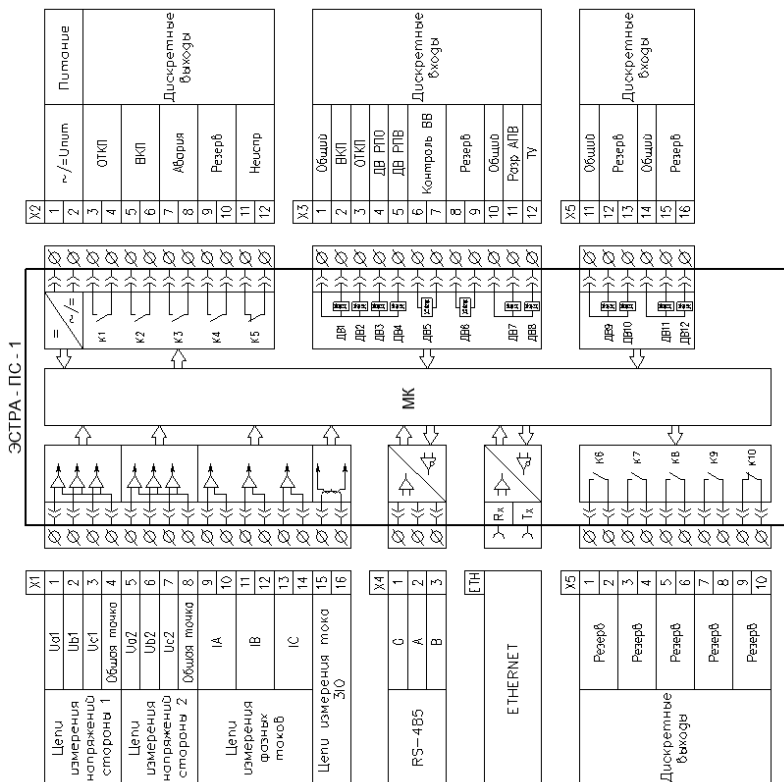 ЭСТРА-ПС-1
МК
X1
Цепи измерения напряжений стороны 1
1 Ua1
2 Ub1
3 Uc1
4 Общая точка
Цепи измерения напряжений стороны 2
5 Ua2
6 Ub2
7 Uc2
8 Общая точка
Цепи измерения фазных токов
9
10
IA
11
12
IB
13
14
IC
Цепи измерения тока 3I0
15
16
X4
RS-485
1 G
2 A
3 B
ETH
ETHERNET
Rx
Tx
X5
Дискретные выходы
1
2
Резерв
3
4
Резерв
5
6
Резерв
7
8
Резерв
9
10
Резерв
К6
К7
К8
К9
К10
X2
1
2
~/=Uпит
Питание
3
4
ОТКЛ
5
6
ВКЛ
7
8
Авария
9
10
Резерв
11
12
Неиспр
Дискретные выходы
=
~/=
К1
К2
К3
К4
К5
X3
1 Общий
2 ВКЛ
3 ОТКЛ
4 ДВ РПО
5 ДВ РПВ
6
7
Контроль ВВ
8
9
Резерв
10 Общий
11 Разр АПВ
12 ТУ
Дискретные входы
ДВ1
ДВ2
ДВ3
ДВ4
ДВ5
ДВ6
ДВ7
ДВ8
X5
11 Общий
12
13
Резерв
14 Общий
15
16
Резерв
Дискретные входы
ДВ9
ДВ10
ДВ11
ДВ12